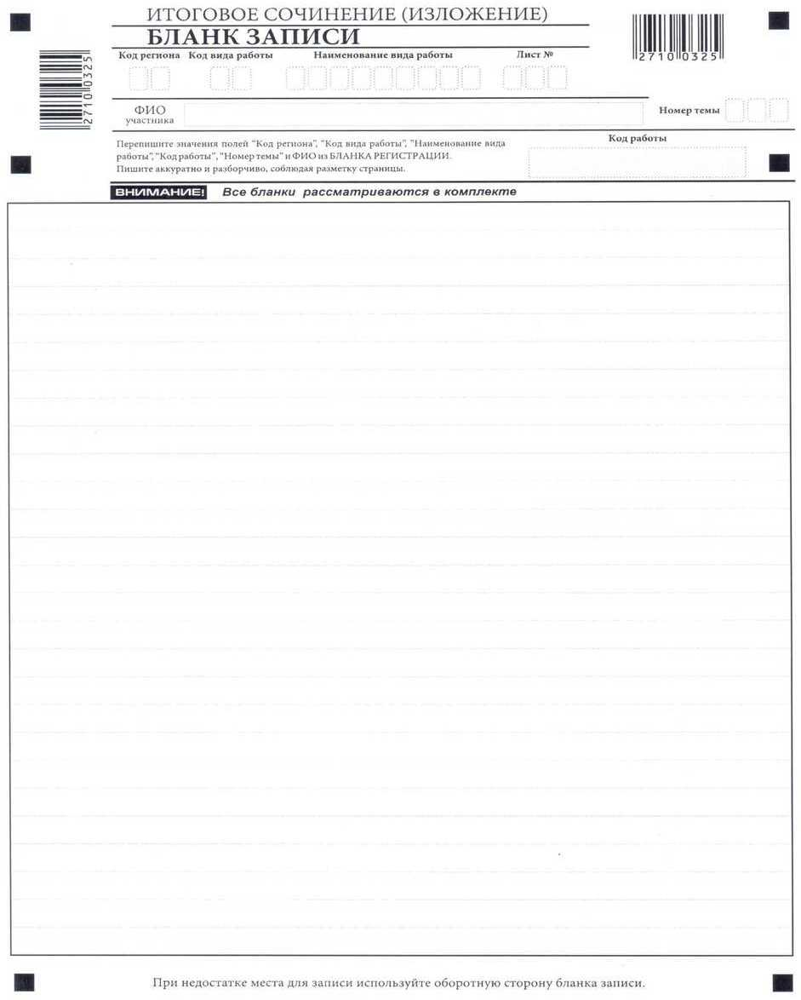 ИТОГОВОЕ СОЧИНЕНИЕ (ИЗЛОЖЕНИЕ)
БЛАНК ЗАПИСИ
2710 0325
2710 0325
Код региона Код вида работы Наименование вида работы Лист №
ФИО
участника
Номер темы
Перепишите значения полей "Код региона", "Код вида работы", "Наименование вида
работы", "Код работы", "Номер темы" и ФИО из БЛАНКА РЕГИСТРАЦИИ.
Пишите аккуратно и разборчиво, соблюдая разметку страницы.
Код работы
ВНИМАНИЕ! Все бланки рассматриваются в комплекте
При недостатке места для записи используйте оборотную сторону бланка записи.